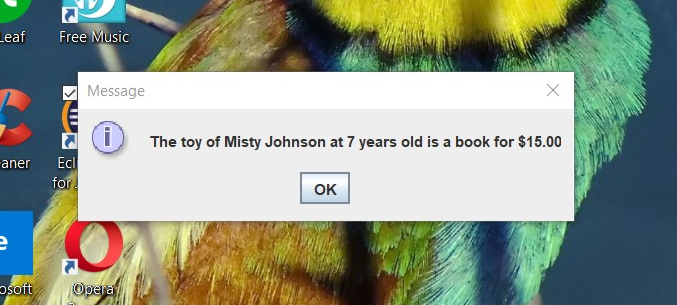 Leaf
Free Music
Message
i
The toy of Misty Johnson at 7 years old is a book for $15.00
OK
aner
Ecli
for J
e
osoft
Opera